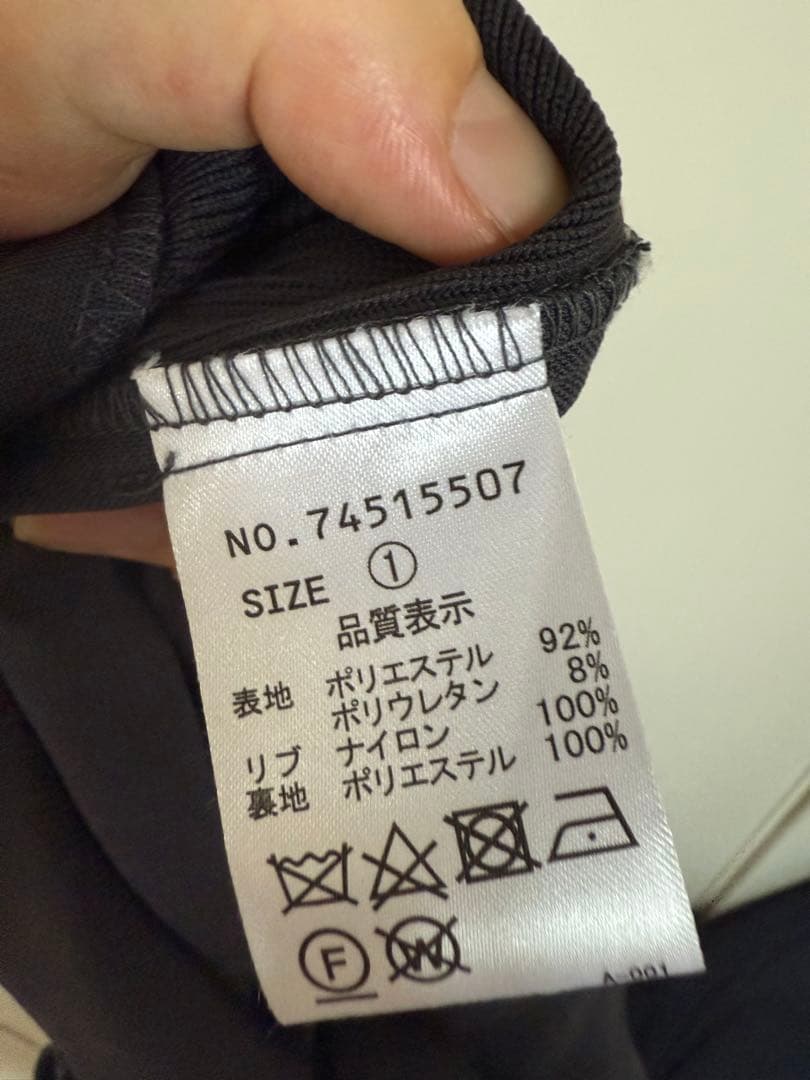 NO.74515507
SIZE ①
品質表示
表地 ポリエステル 92%
ポリウレタン 8%
リブ ナイロン 100%
裏地 ポリエステル 100%
F W